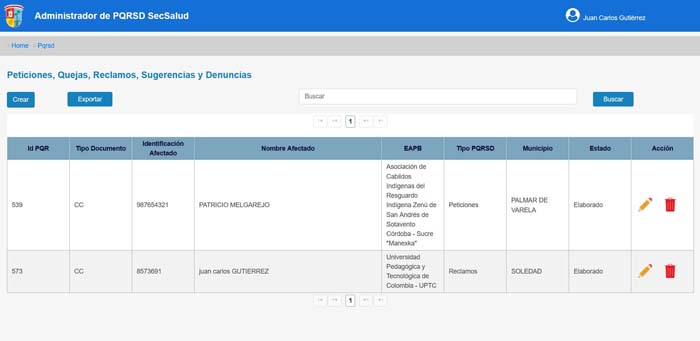 Administrador de PQRSD SecSalud
Juan Carlos Gutiérrez
Home Pqrsd
Peticiones, Quejas, Reclamos, Sugerencias y Denuncias
Crear Exportar Buscar Buscar
1
Id PQR Tipo Documento Identificación Afectado Nombre Afectado EAPB Tipo PQRSD Municipio Estado Acción
539 CC 987654321 PATRICIO MELGAREJO
Asociación de
Cabildos
Indígenas del
Resguardo
Indígena Zenú de
San Andrés de
Sotavento
Córdoba - Sucre
"Manexka"
Peticiones
PALMAR DE
VARELA
Elaborado
573 CC 8573691 juan carlos GUTIERREZ
Universidad
Pedagógica y
Tecnológica de
Colombia - UPTC
Reclamos SOLEDAD Elaborado
1